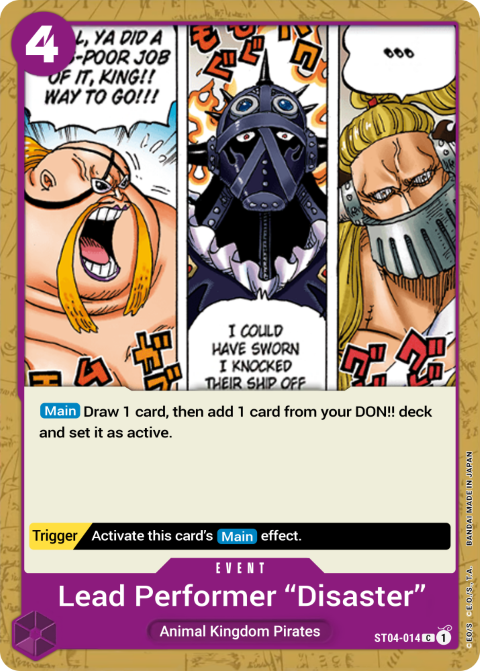 4
L, YA DID A
-POOR JOB
OF IT, KING!!
WAY TO GO!!!
I COULD
HAVE SWORN
I KNOCKED
THEIR SHIP OFF
Main Draw 1 card, then add 1 card from your DON!! deck
and set it as active.
Trigger Activate this card's Main effect.
EVENT
Lead Performer “Disaster”
Animal Kingdom Pirates
ST04-014 C 1
©E.O./S. ©E.O./S.,T.A. BANDAI MADE IN JAPAN